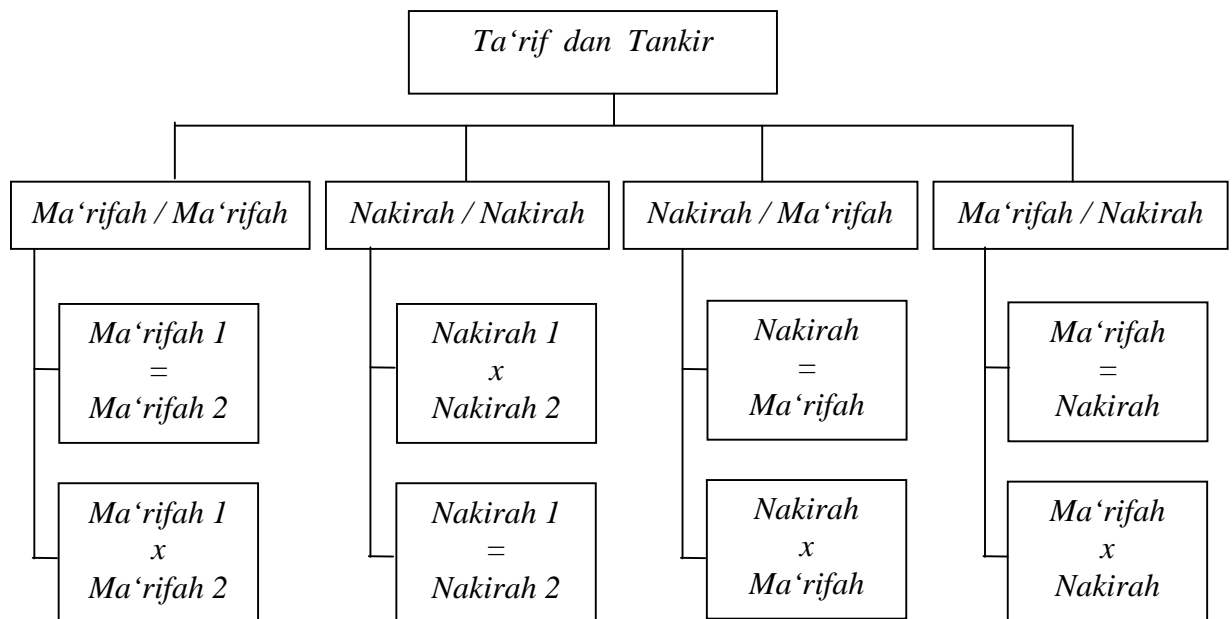 Ta‘rif dan Tankir
Ma‘rifah / Ma‘rifah
Nakirah / Nakirah
Nakirah / Ma‘rifah
Ma‘rifah / Nakirah
Ma‘rifah 1
=
Ma‘rifah 2
Nakirah 1
x
Nakirah 2
Nakirah
=
Ma‘rifah
Ma‘rifah
=
Nakirah
Ma‘rifah 1
x
Ma‘rifah 2
Nakirah 1
=
Nakirah 2
Nakirah
x
Ma‘rifah
Ma‘rifah
x
Nakirah